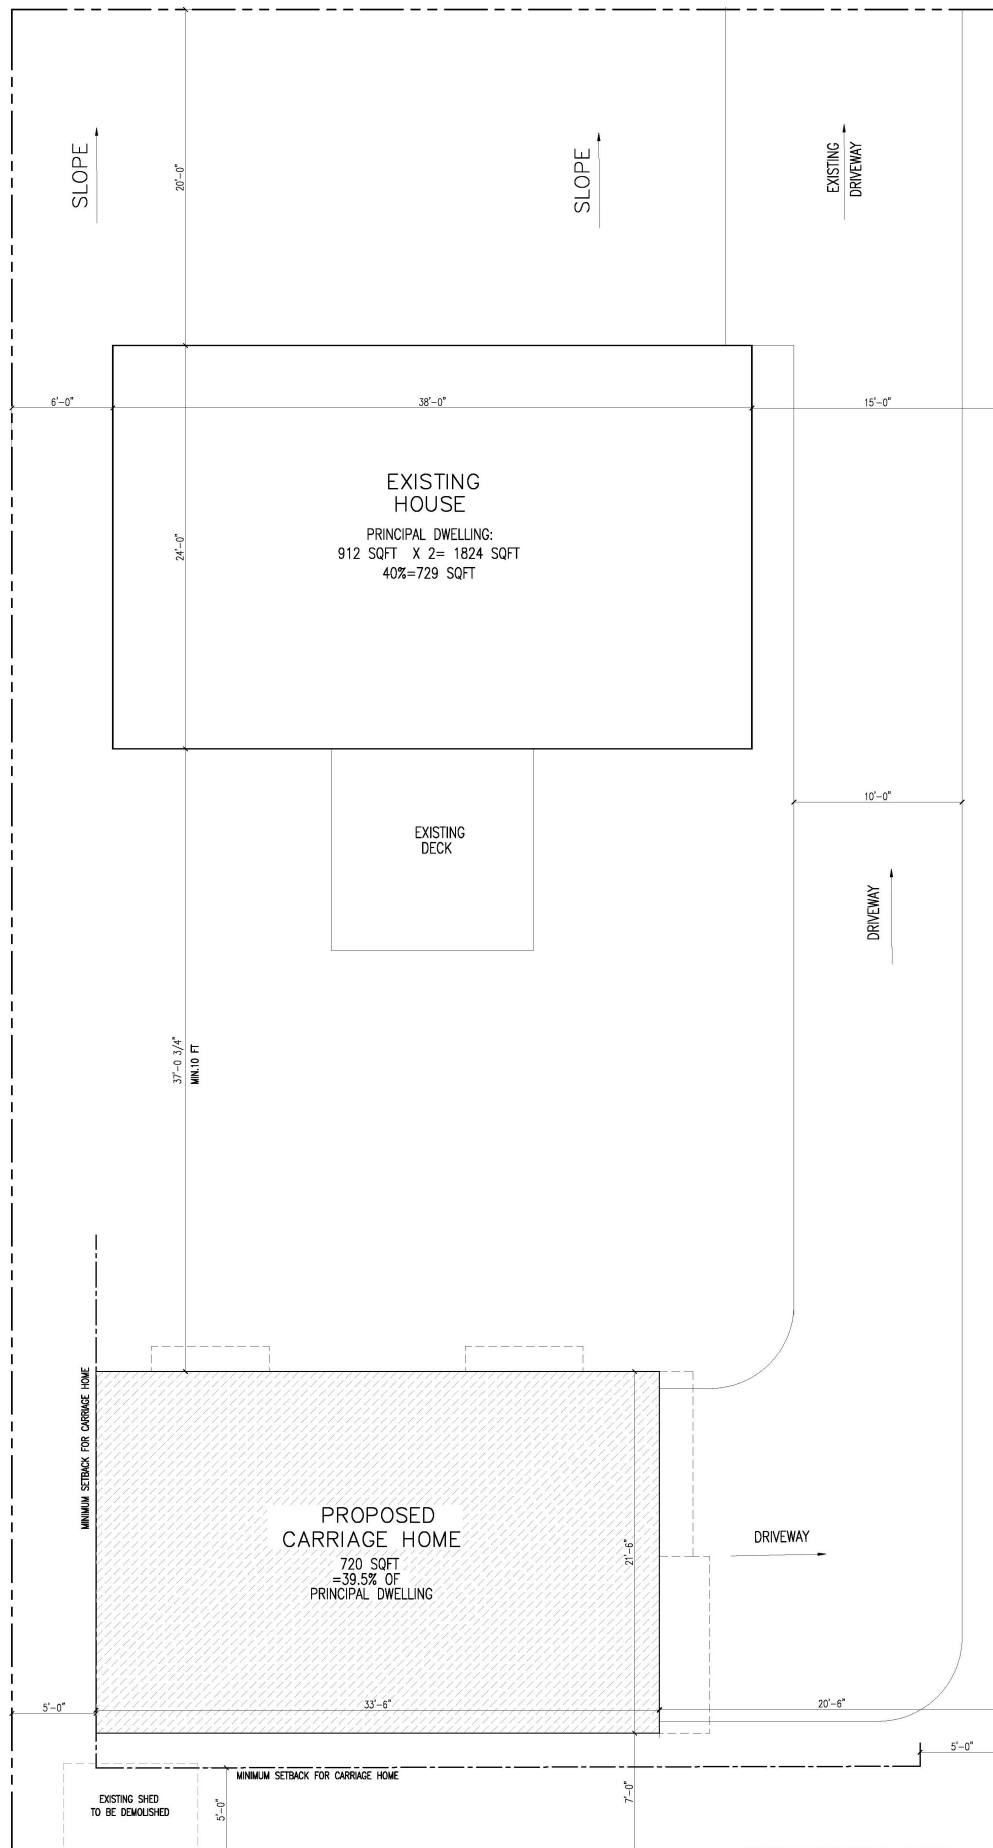 SLOPE
20'-0"
SLOPE
EXISTING
DRIVEWAY
6'-0"
38'-0"
15'-0"
EXISTING
HOUSE
PRINCIPAL DWELLING:
912 SQFT X 2= 1824 SQFT
40%=729 SQFT
24'-0"
EXISTING
DECK
10'-0"
DRIVEWAY
37'-0 3/4"
MIN.10 FT
MINIMUM SETBACK FOR CARRIAGE HOME
PROPOSED
CARRIAGE HOME
720 SQFT
=39.5% OF
PRINCIPAL DWELLING
21'-6"
DRIVEWAY
5'-0"
33'-6"
20'-6"
5'-0"
MINIMUM SETBACK FOR CARRIAGE HOME
EXISTING SHED
TO BE DEMOLISHED
5'-0"
7'-0"